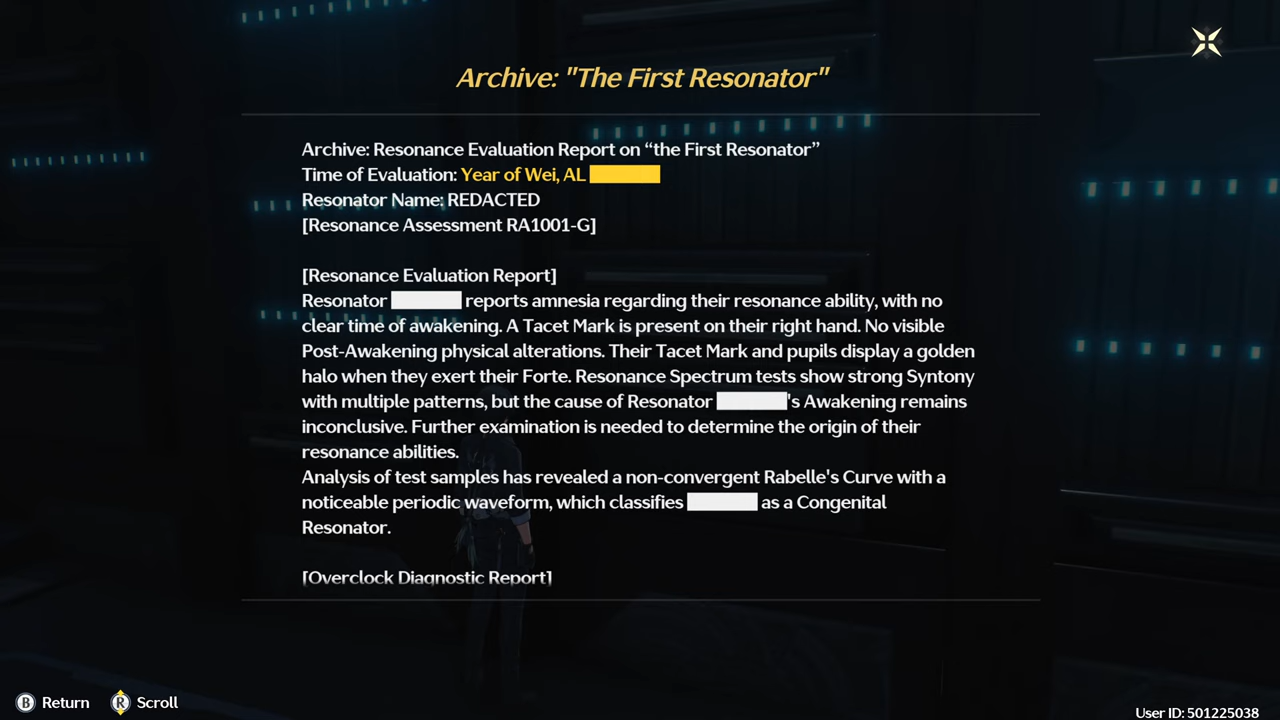 Archive: "The First Resonator"
Archive: Resonance Evaluation Report on “the First Resonator”
Time of Evaluation: Year of Wei, AL
Resonator Name: REDACTED
[Resonance Assessment RA1001-G]
[Resonance Evaluation Report]
Resonator reports amnesia regarding their resonance ability, with no
clear time of awakening. A Tacet Mark is present on their right hand. No visible
Post-Awakening physical alterations. Their Tacet Mark and pupils display a golden
halo when they exert their Forte. Resonance Spectrum tests show strong Syntony
with multiple patterns, but the cause of Resonator 's Awakening remains
inconclusive. Further examination is needed to determine the origin of their
resonance abilities.
Analysis of test samples has revealed a non-convergent Rabelle's Curve with a
noticeable periodic waveform, which classifies as a Congenital
Resonator.
[Overclock Diagnostic Report]
B Return R Scroll
User ID: 501225038